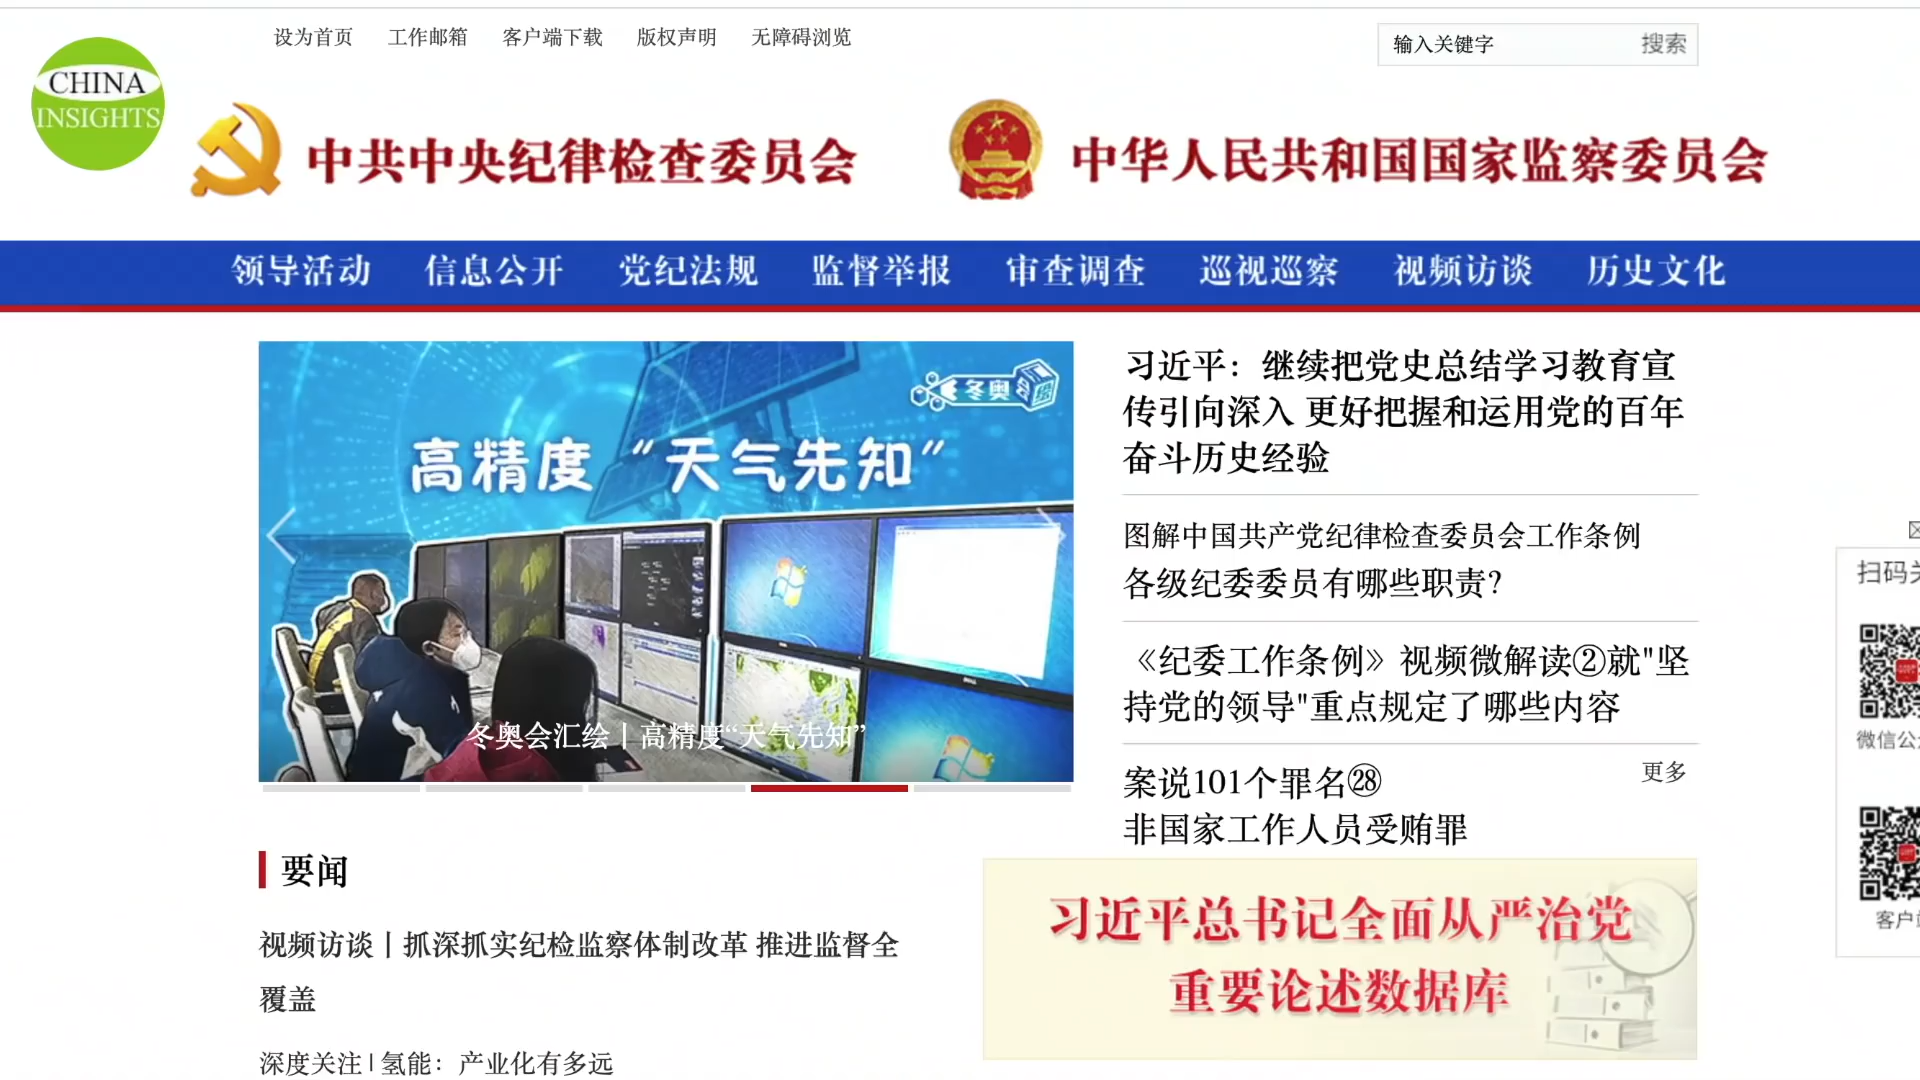 设为首页 工作邮箱 客户端下载 版权声明 无障碍浏览
输入关键字 搜索
CHINA
INSIGHTS
中共中央纪律检查委员会 中华人民共和国国家监察委员会
领导活动 信息公开 党纪法规 监督举报 审查调查 巡视巡察 视频访谈 历史文化
冬奥
高精度“天气先知”
冬奥会汇绘丨高精度“天气先知”
习近平：继续把党史总结学习教育宣
传引向深入 更好把握和运用党的百年
奋斗历史经验
图解中国共产党纪律检查委员会工作条例
各级纪委委员有哪些职责?
《纪委工作条例》视频微解读②就"坚
持党的领导"重点规定了哪些内容
案说101个罪名㉘ 更多
非国家工作人员受贿罪
要闻
视频访谈丨抓深抓实纪检监察体制改革 推进监督全
覆盖
深度关注 | 氢能：产业化有多远
习近平总书记全面从严治党
重要论述数据库
扫码
微信公
客户